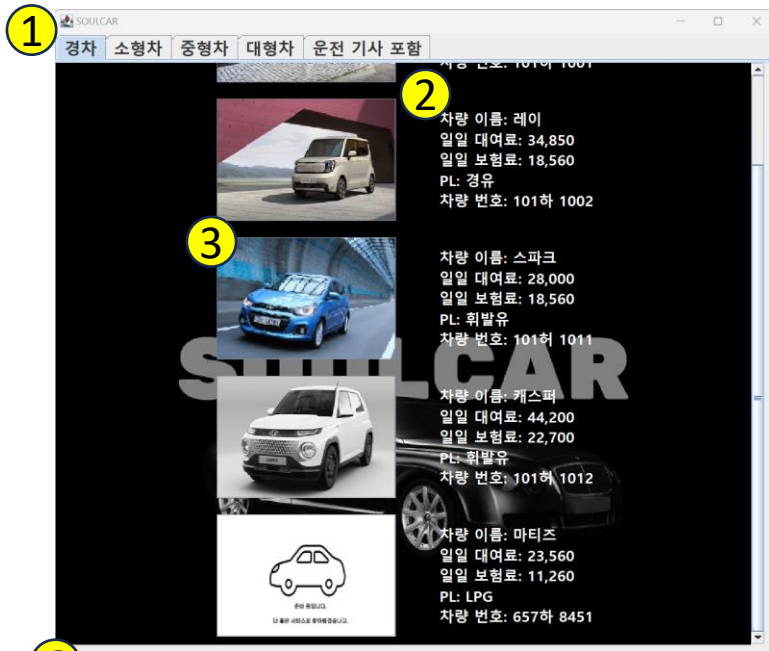 1
SOULCAR
경차 소형차 중형차 대형차 운전 기사 포함
차량 번호: 101하 1001
2
차량 이름: 레이
일일 대여료: 34,850
일일 보험료: 18,560
PL: 경유
차량 번호: 101하 1002
3
차량 이름: 스파크
일일 대여료: 28,000
일일 보험료: 18,560
PL: 휘발유
차량 번호: 101허 1011
SOULCAR
차량 이름: 캐스퍼
일일 대여료: 44,200
일일 보험료: 22,700
PL: 휘발유
차량 번호: 101허 1012
준비 중입니다.
더 좋은 서비스로 찾아뵙겠습니다.
차량 이름: 마티즈
일일 대여료: 23,560
일일 보험료: 11,260
PL: LPG
차량 번호: 657하 8451